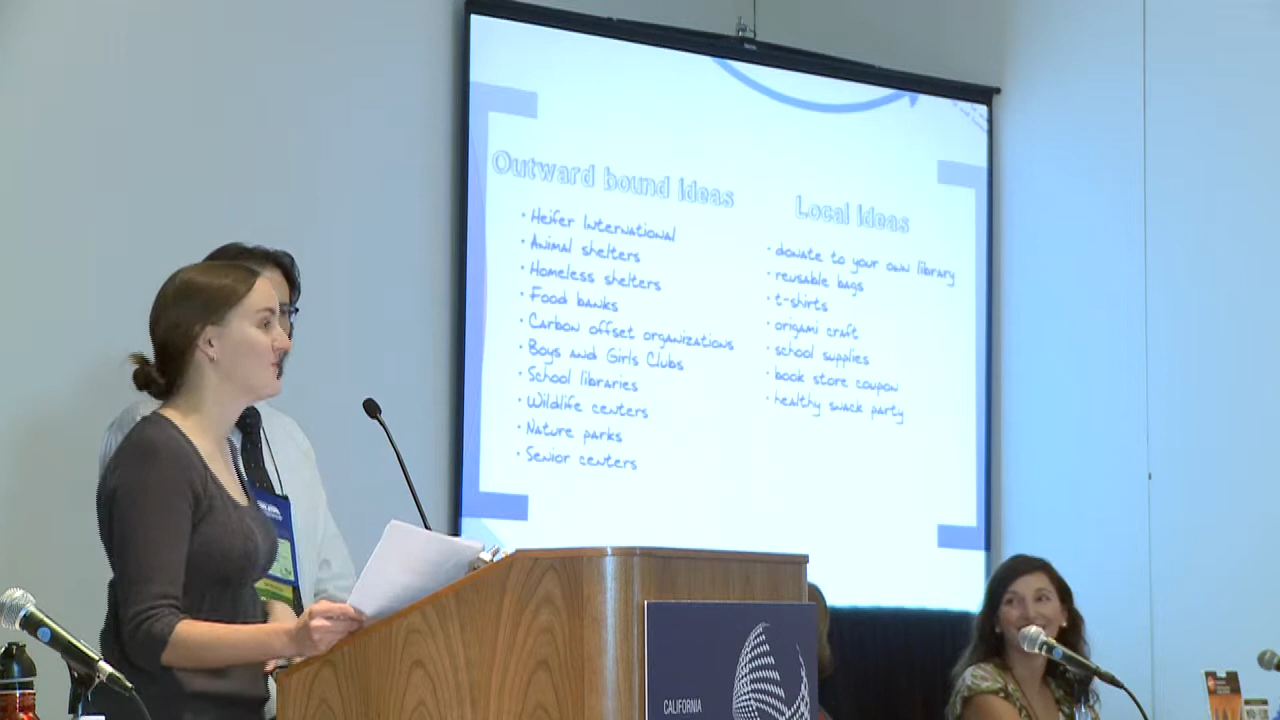 Outward bound ideas
• Heifer International
• Animal shelters
• Homeless shelters
• Food banks
• Carbon offset organizations
• Boys and Girls Clubs
• School libraries
• Wildlife centers
• Nature parks
• Senior centers
Local ideas
• donate to your own library
• reusable bags
• t-shirts
• origami craft
• school supplies
• book store coupon
• healthy snack party
CALIFORNIA